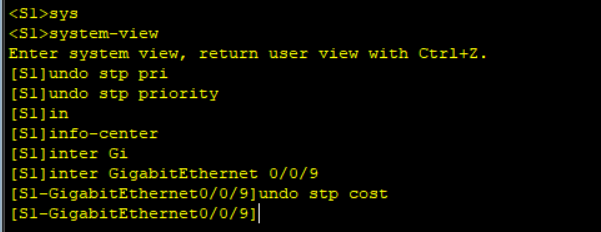 <S1>sys
<S1>system-view
Enter system view, return user view with Ctrl+Z.
[S1]undo stp pri
[S1]undo stp priority
[S1]in
[S1]info-center
[S1]inter Gi
[S1]inter GigabitEthernet 0/0/9
[S1-GigabitEthernet0/0/9]undo stp cost
[S1-GigabitEthernet0/0/9]